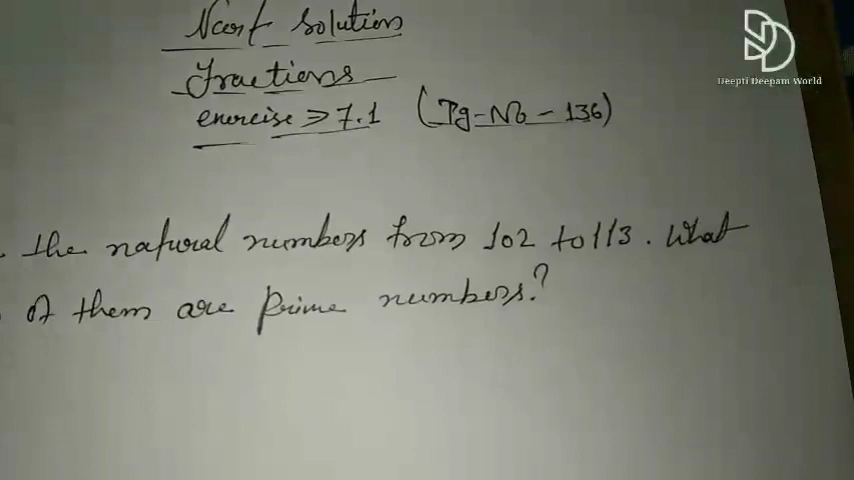 Ncert Solution
Deepti Deepam World
Fractions
exercise => 7.1 (Pg-No - 136)
. the natural numbers from 102 to 113. What
of them are prime numbers?